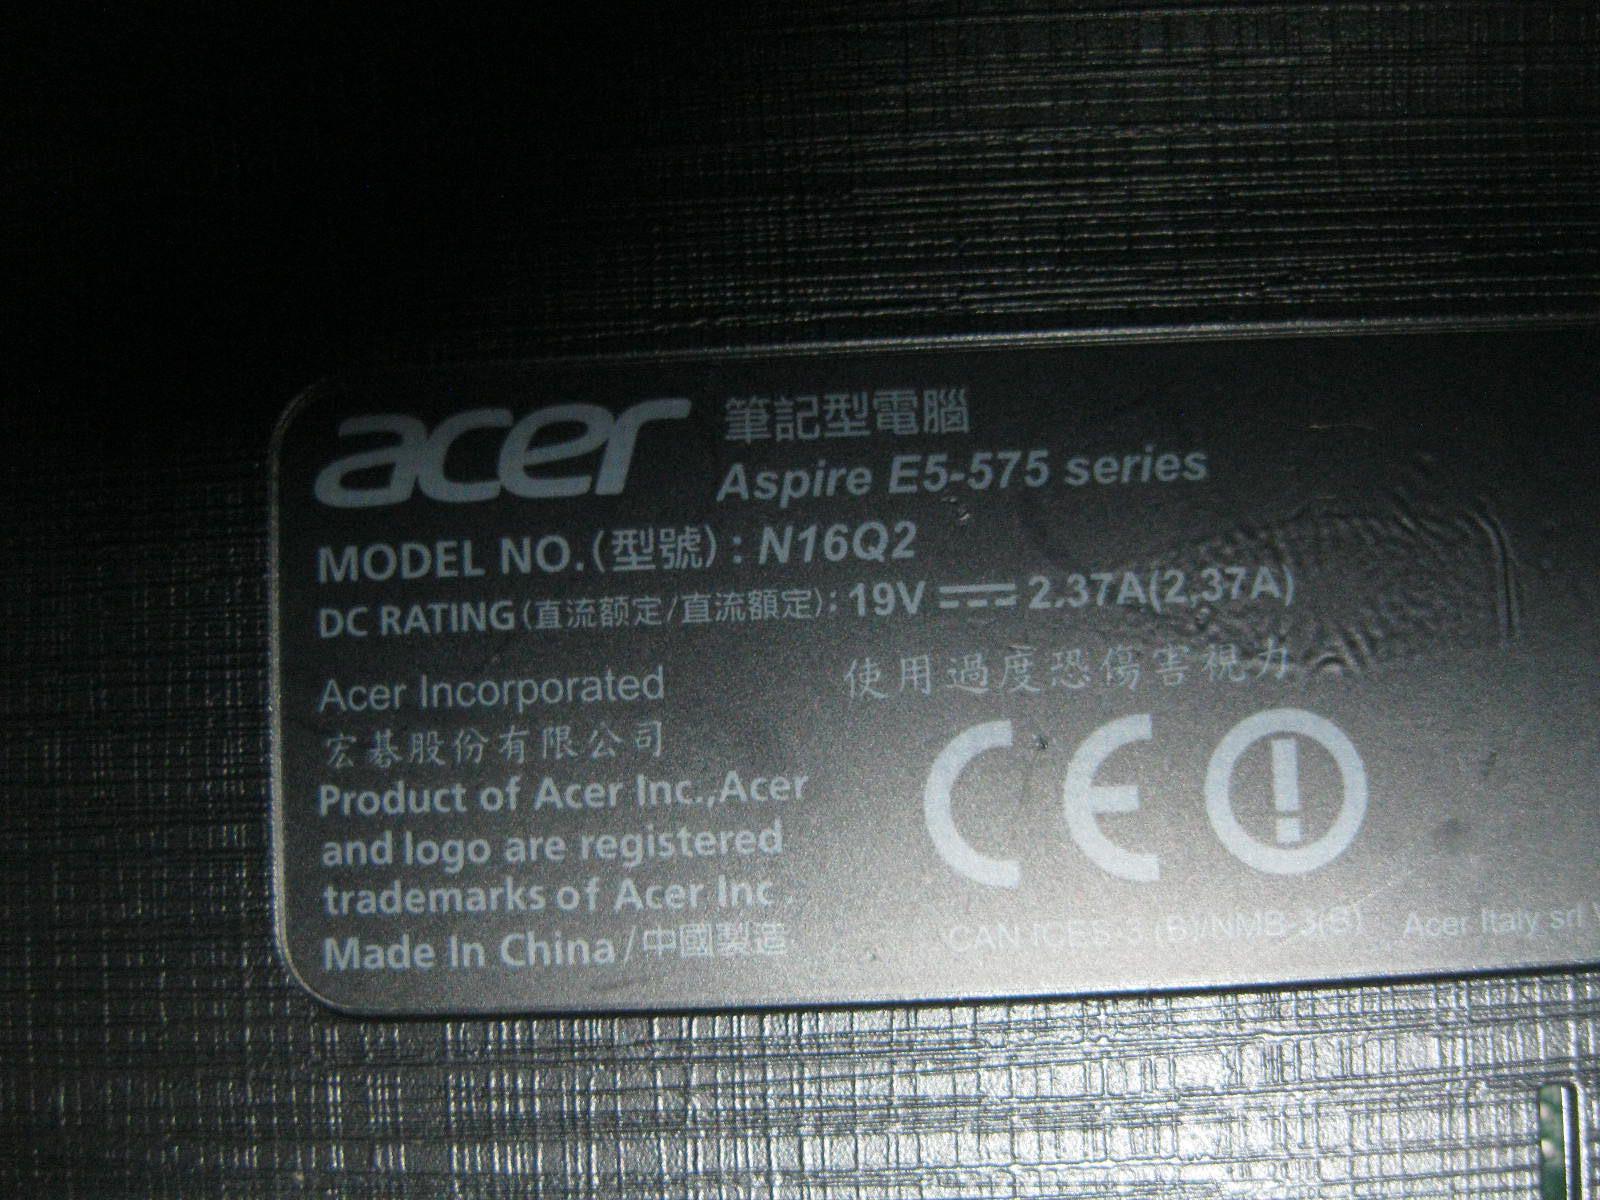 acer 筆記型電腦
Aspire E5-575 series
MODEL NO.(型號): N16Q2
DC RATING(直流额定/直流額定): 19V ⎓ 2.37A(2,37A)
Acer Incorporated
使用過度恐傷害視力
宏碁股份有限公司
Product of Acer Inc.,Acer
and logo are registered
trademarks of Acer Inc.
Made In China/中國製造
CE
CAN ICES-3 (B)/NMB-3(B) Acer Italy srl